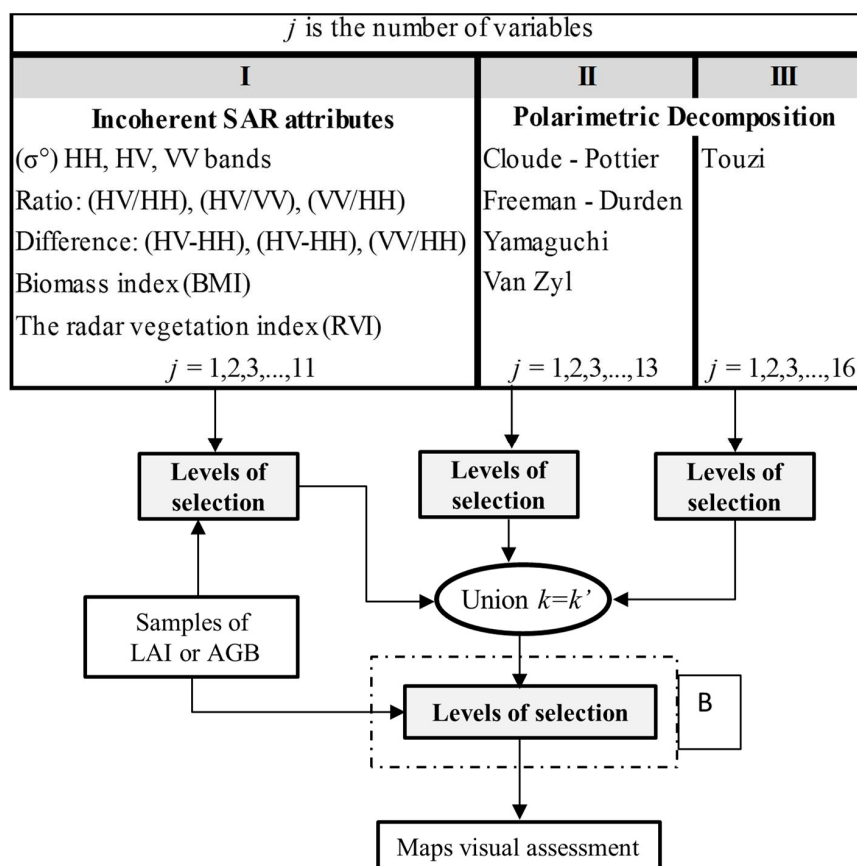 j is the number of variables
I
II
III
Incoherent SAR attributes
Polarimetric Decomposition
(σ°) HH, HV, VV bands
Ratio: (HV/HH), (HV/VV), (VV/HH)
Difference: (HV-HH), (HV-HH), (VV/HH)
Biomass index (BMI)
The radar vegetation index (RVI)
j = 1,2,3,...,11
Cloude - Pottier
Freeman - Durden
Yamaguchi
Van Zyl
j = 1,2,3,...,13
Touzi
j = 1,2,3,...,16
Levels of
selection
Levels of
selection
Levels of
selection
Union k=k’
Samples of
LAI or AGB
Levels of selection
B
Maps visual assessment